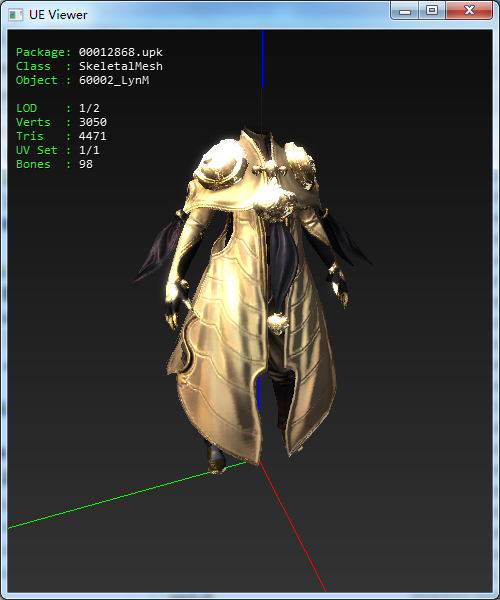 UE Viewer
Package: 00012868.upk
Class : SkeletalMesh
Object : 60002_LynM
LOD : 1/2
Verts : 3050
Tris : 4471
UV Set : 1/1
Bones : 98